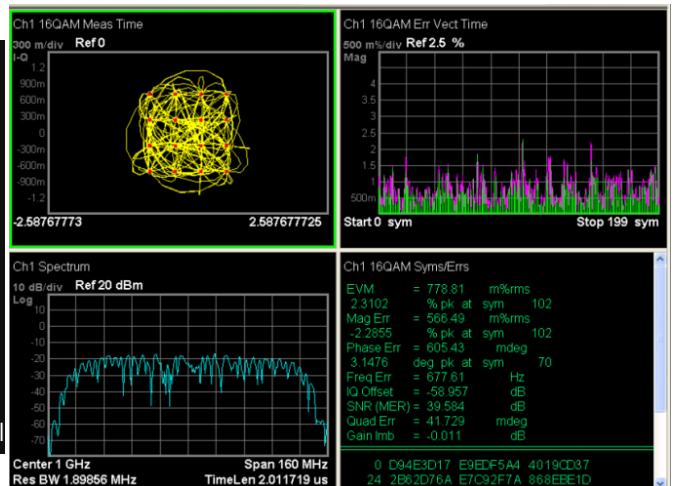 Ch1 16QAM Meas Time
300 m/div Ref 0
I-Q
1.2
900m
600m
300m
0
-300m
-600m
-900m
-1.2
-2.58767773 2.587677725
Ch1 16QAM Err Vect Time
500 m%/div Ref 2.5 %
Mag
4
3.5
3
2.5
2
1.5
1
500m
Start 0 sym Stop 199 sym
Ch1 Spectrum
10 dB/div Ref 20 dBm
Log
10
0
-10
-20
-30
-40
-50
-60
-70
Center 1 GHz Span 160 MHz
Res BW 1.89856 MHz TimeLen 2.011719 us
Ch1 16QAM Syms/Errs
EVM = 778.81 m%rms
2.3102 % pk at sym 102
Mag Err = 566.49 m%rms
-2.2855 % pk at sym 102
Phase Err = 605.43 mdeg
3.1476 deg pk at sym 70
Freq Err = 677.61 Hz
IQ Offset = -58.957 dB
SNR (MER) = 39.584 dB
Quad Err = 41.729 mdeg
Gain Imb = -0.011 dB
0 D94E3D17 E9EDF5A4 4019CD37
24 2B62D76A E7C92F7A 868EBE1D